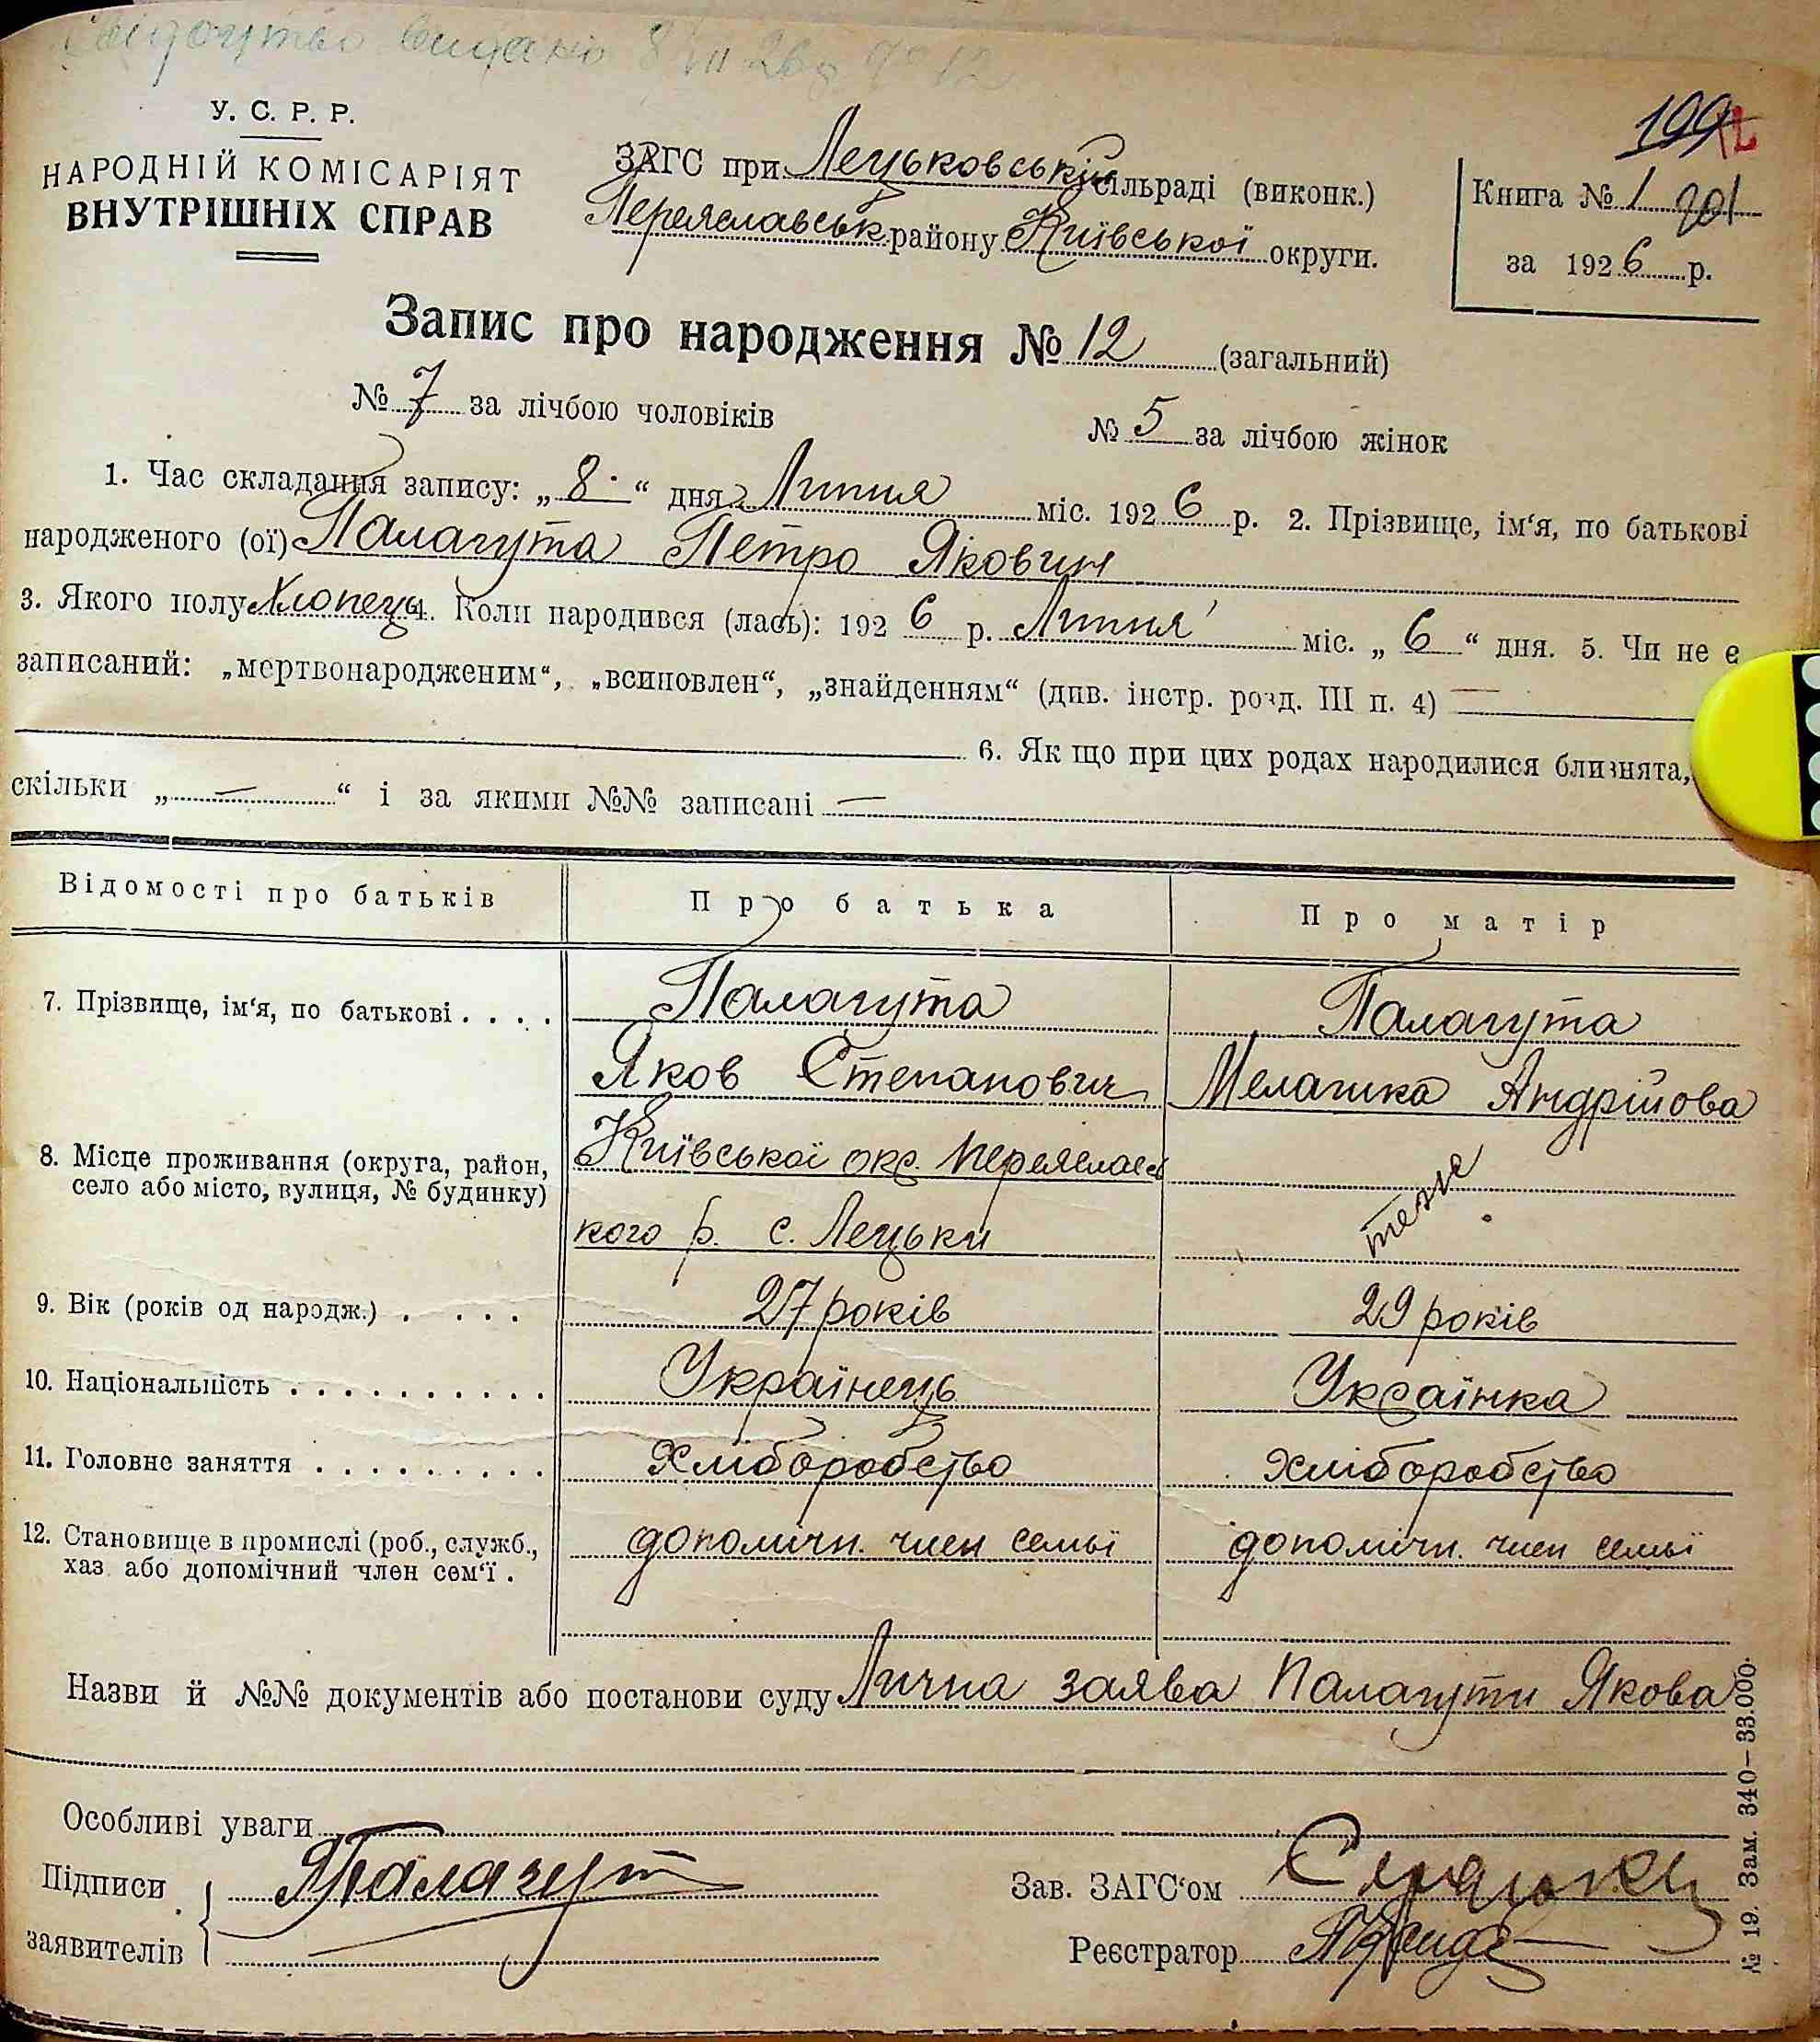 Свідоцтво видано 8/VII 26 р. № 12
У. С. Р. Р.
НАРОДНІЙ КОМІСАРІЯТ
ВНУТРІШНІХ СПРАВ
ЗАГС при Лецьковській сільраді (виконк.)
Переяславськ району Київської округи.
199
Книга № 1 201
за 1926 р.
Запис про народження № 12 (загальний)
№ 7 за лічбою чоловіків № 5 за лічбою жінок
1. Час складання запису: „8" дня Липня міс. 1926 р. 2. Прізвище, ім'я, по батькові
народженого (ої) Палагута Петро Якович
3. Якого полу Хлопець 4. Коли народився (лась): 1926 р. Липня міс. „6" дня. 5. Чи не є
записаний: „мертвонародженим", „всиновлен", „знайденням" (див. інстр. розд. III п. 4) —
6. Як що при цих родах народилися близнята,
скільки „—" і за якими №№ записані —
Відомості про батьків Про батька Про матір
7. Прізвище, ім'я, по батькові . . . . Палагута Палагута
Яков Степанович Мелашка Андрійова
8. Місце проживання (округа, район, Київської окр. Переяславсь
село або місто, вулиця, № будинку)
кого р. с. Лецьки теже
9. Вік (років од народж.) . . . . 27 років 29 років
10. Національність . . . . . . . . . . Українець Українка
11. Головне заняття . . . . . . . . . Хліборобство хліборобство
12. Становище в промислі (роб., служб., допомічн. член семьї допомічн. член семьї
хаз або допомічний член сем'ї .
Назви й №№ документів або постанови суду Лична заява Палагути Якова
Особливі уваги
Підписи ЯПалагут
заявителів
Зав. ЗАГС'ом
Реєстратор
№ 19. Зам. 340—33.000.